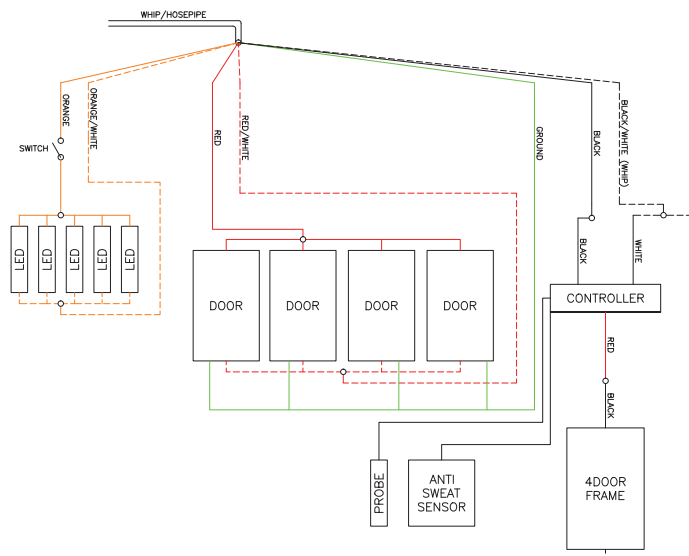 WHIP/HOSEPIPE
ORANGE
ORANGE/WHITE
RED
RED/WHITE
GROUND
BLACK
BLACK/WHITE (WHIP)
SWITCH
LED
LED
LED
LED
LED
BLACK
WHITE
DOOR
DOOR
DOOR
DOOR
CONTROLLER
RED
BLACK
PROBE
ANTI
SWEAT
SENSOR
4DOOR
FRAME